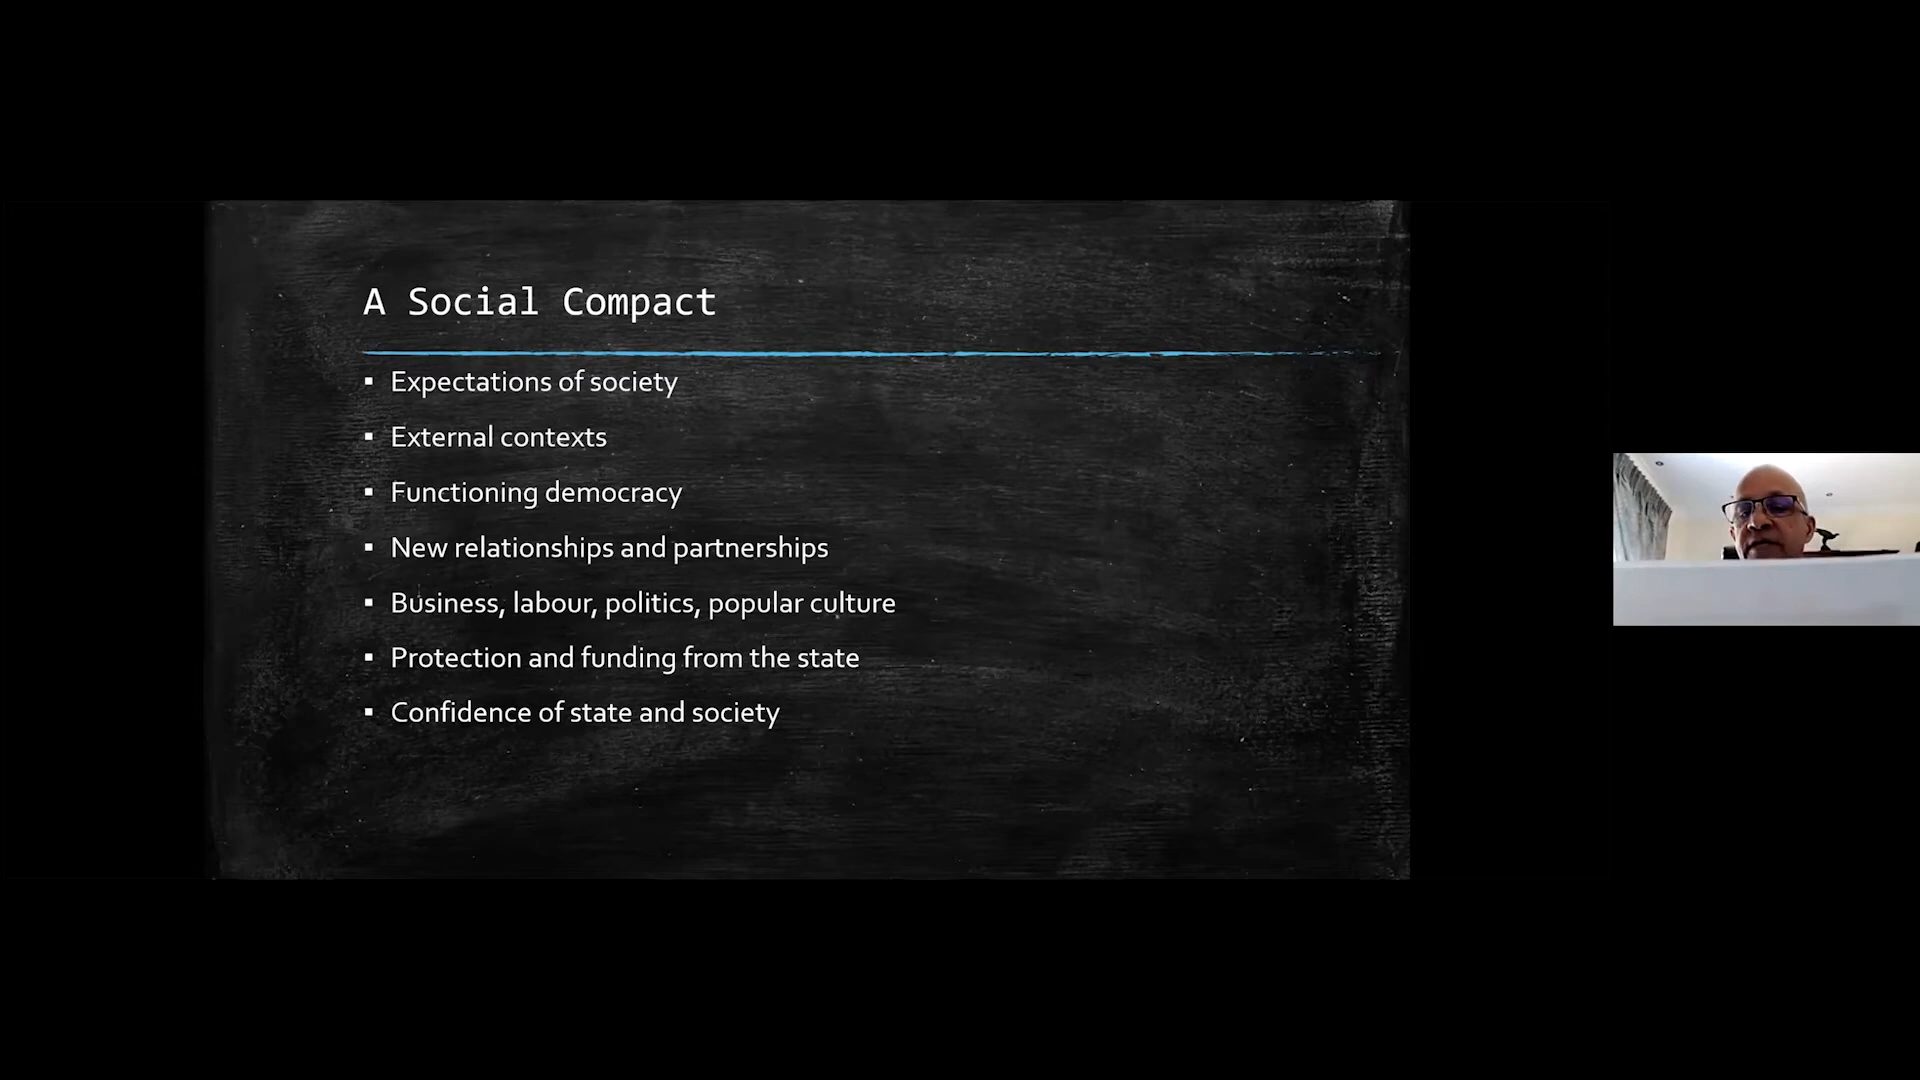 A Social Compact
▪ Expectations of society
▪ External contexts
▪ Functioning democracy
▪ New relationships and partnerships
▪ Business, labour, politics, popular culture
▪ Protection and funding from the state
▪ Confidence of state and society